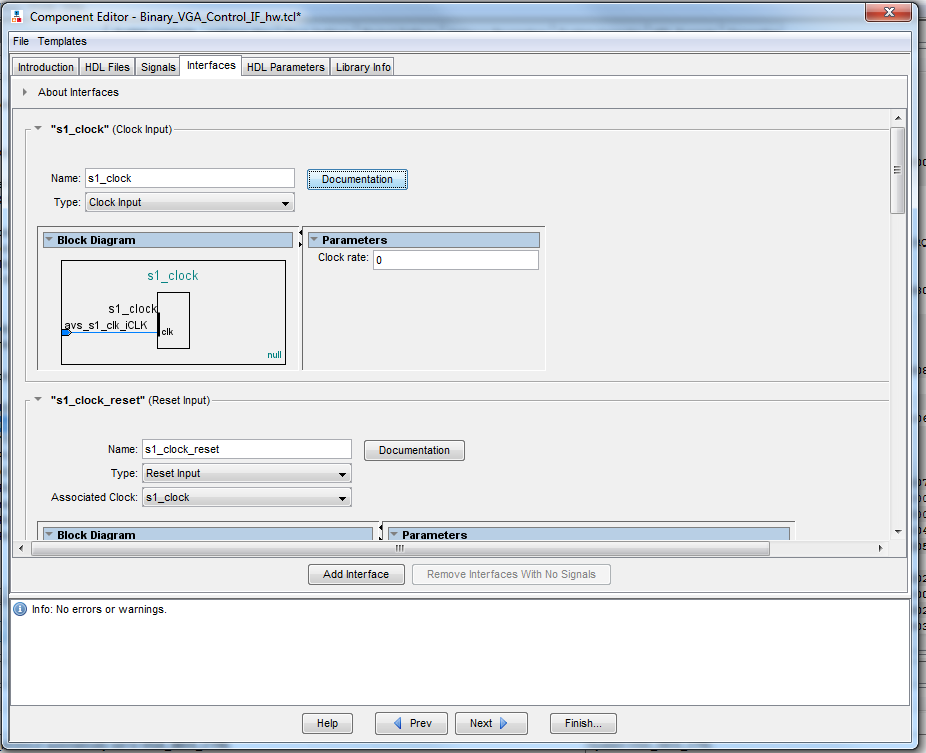 Component Editor - Binary_VGA_Control_IF_hw.tcl*
File Templates
Introduction HDL Files Signals Interfaces HDL Parameters Library Info
About Interfaces
"s1_clock" (Clock Input)
Name: s1_clock Documentation
Type: Clock Input
Block Diagram Parameters
Clock rate: 0
s1_clock
s1_clock
avs_s1_clk_iCLK
clk
null
"s1_clock_reset" (Reset Input)
Name: s1_clock_reset Documentation
Type: Reset Input
Associated Clock: s1_clock
Block Diagram Parameters
Add Interface Remove Interfaces With No Signals
Info: No errors or warnings.
Help Prev Next Finish...